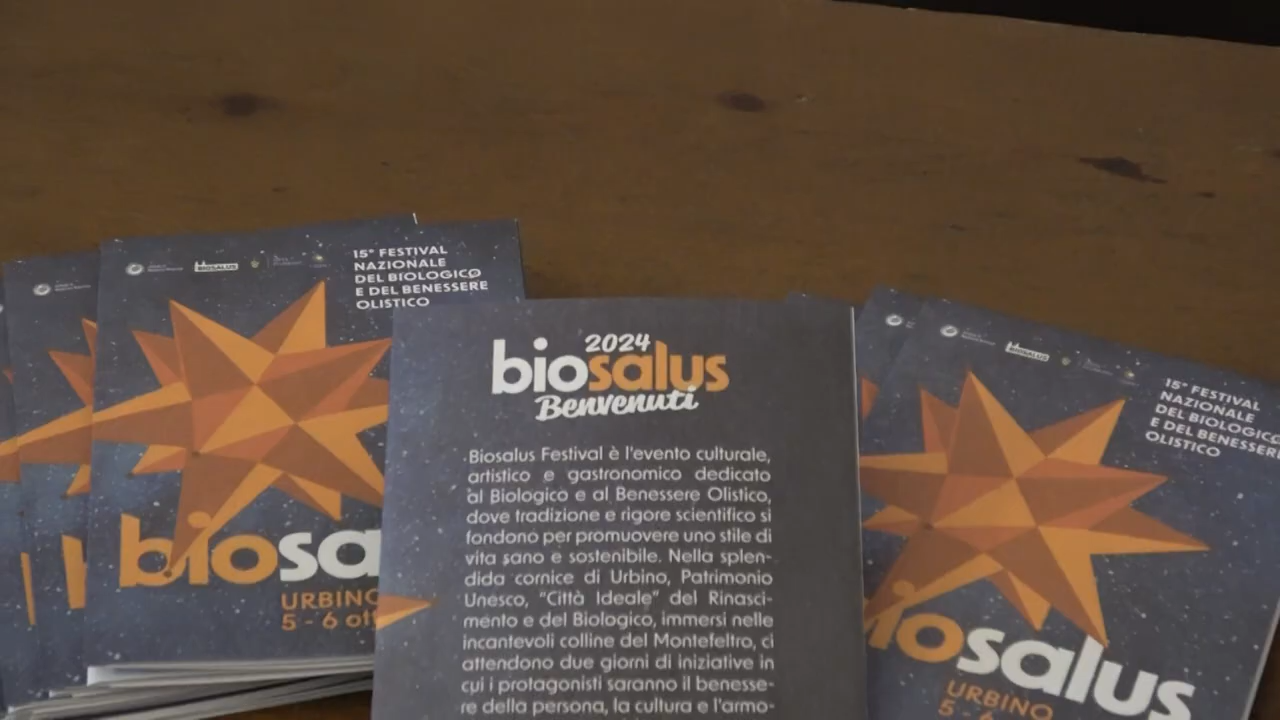 15° FESTIVAL
NAZIONALE
DEL BIOLOGICO
E DEL BENESSERE
OLISTICO
BIOSALUS
biosa
URBINO
5 - 6 ott
2024
biosalus
Benvenuti
Biosalus Festival è l'evento culturale,
artistico e gastronomico dedicato
al Biologico e al Benessere Olistico,
dove tradizione e rigore scientifico si
fondono per promuovere uno stile di
vita sano e sostenibile. Nella splen-
dida cornice di Urbino, Patrimonio
Unesco, "Città Ideale" del Rinasci-
mento e del Biologico, immersi nelle
incantevoli colline del Montefeltro, ci
attendono due giorni di iniziative in
cui i protagonisti saranno il benesse-
re della persona, la cultura e l'armo-
BIOSALUS
15° FESTIVAL
NAZIONALE
DEL BIOLOGICO
E DEL BENESSERE
OLISTICO
biosalus
URBINO
5 - 6